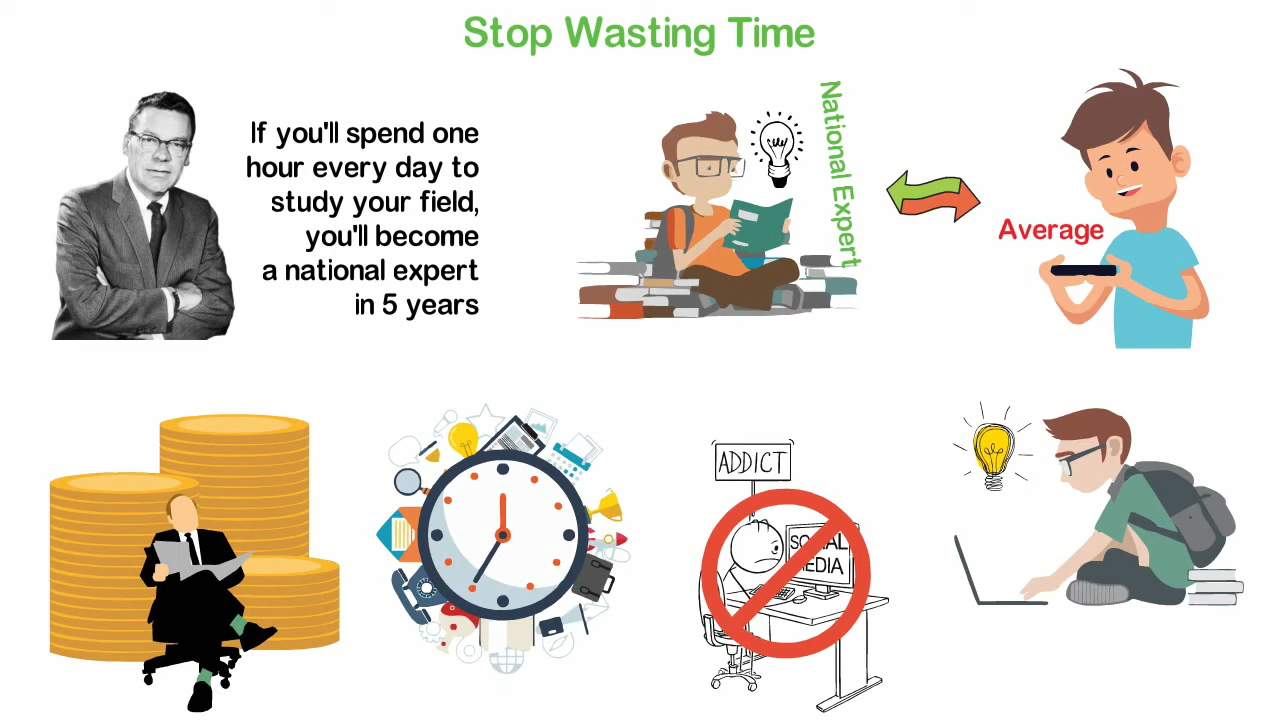 Stop Wasting Time
If you'll spend one
hour every day to
study your field,
you'll become
a national expert
in 5 years
National Expert
Average
ADDICT
SOCIAL
MEDIA